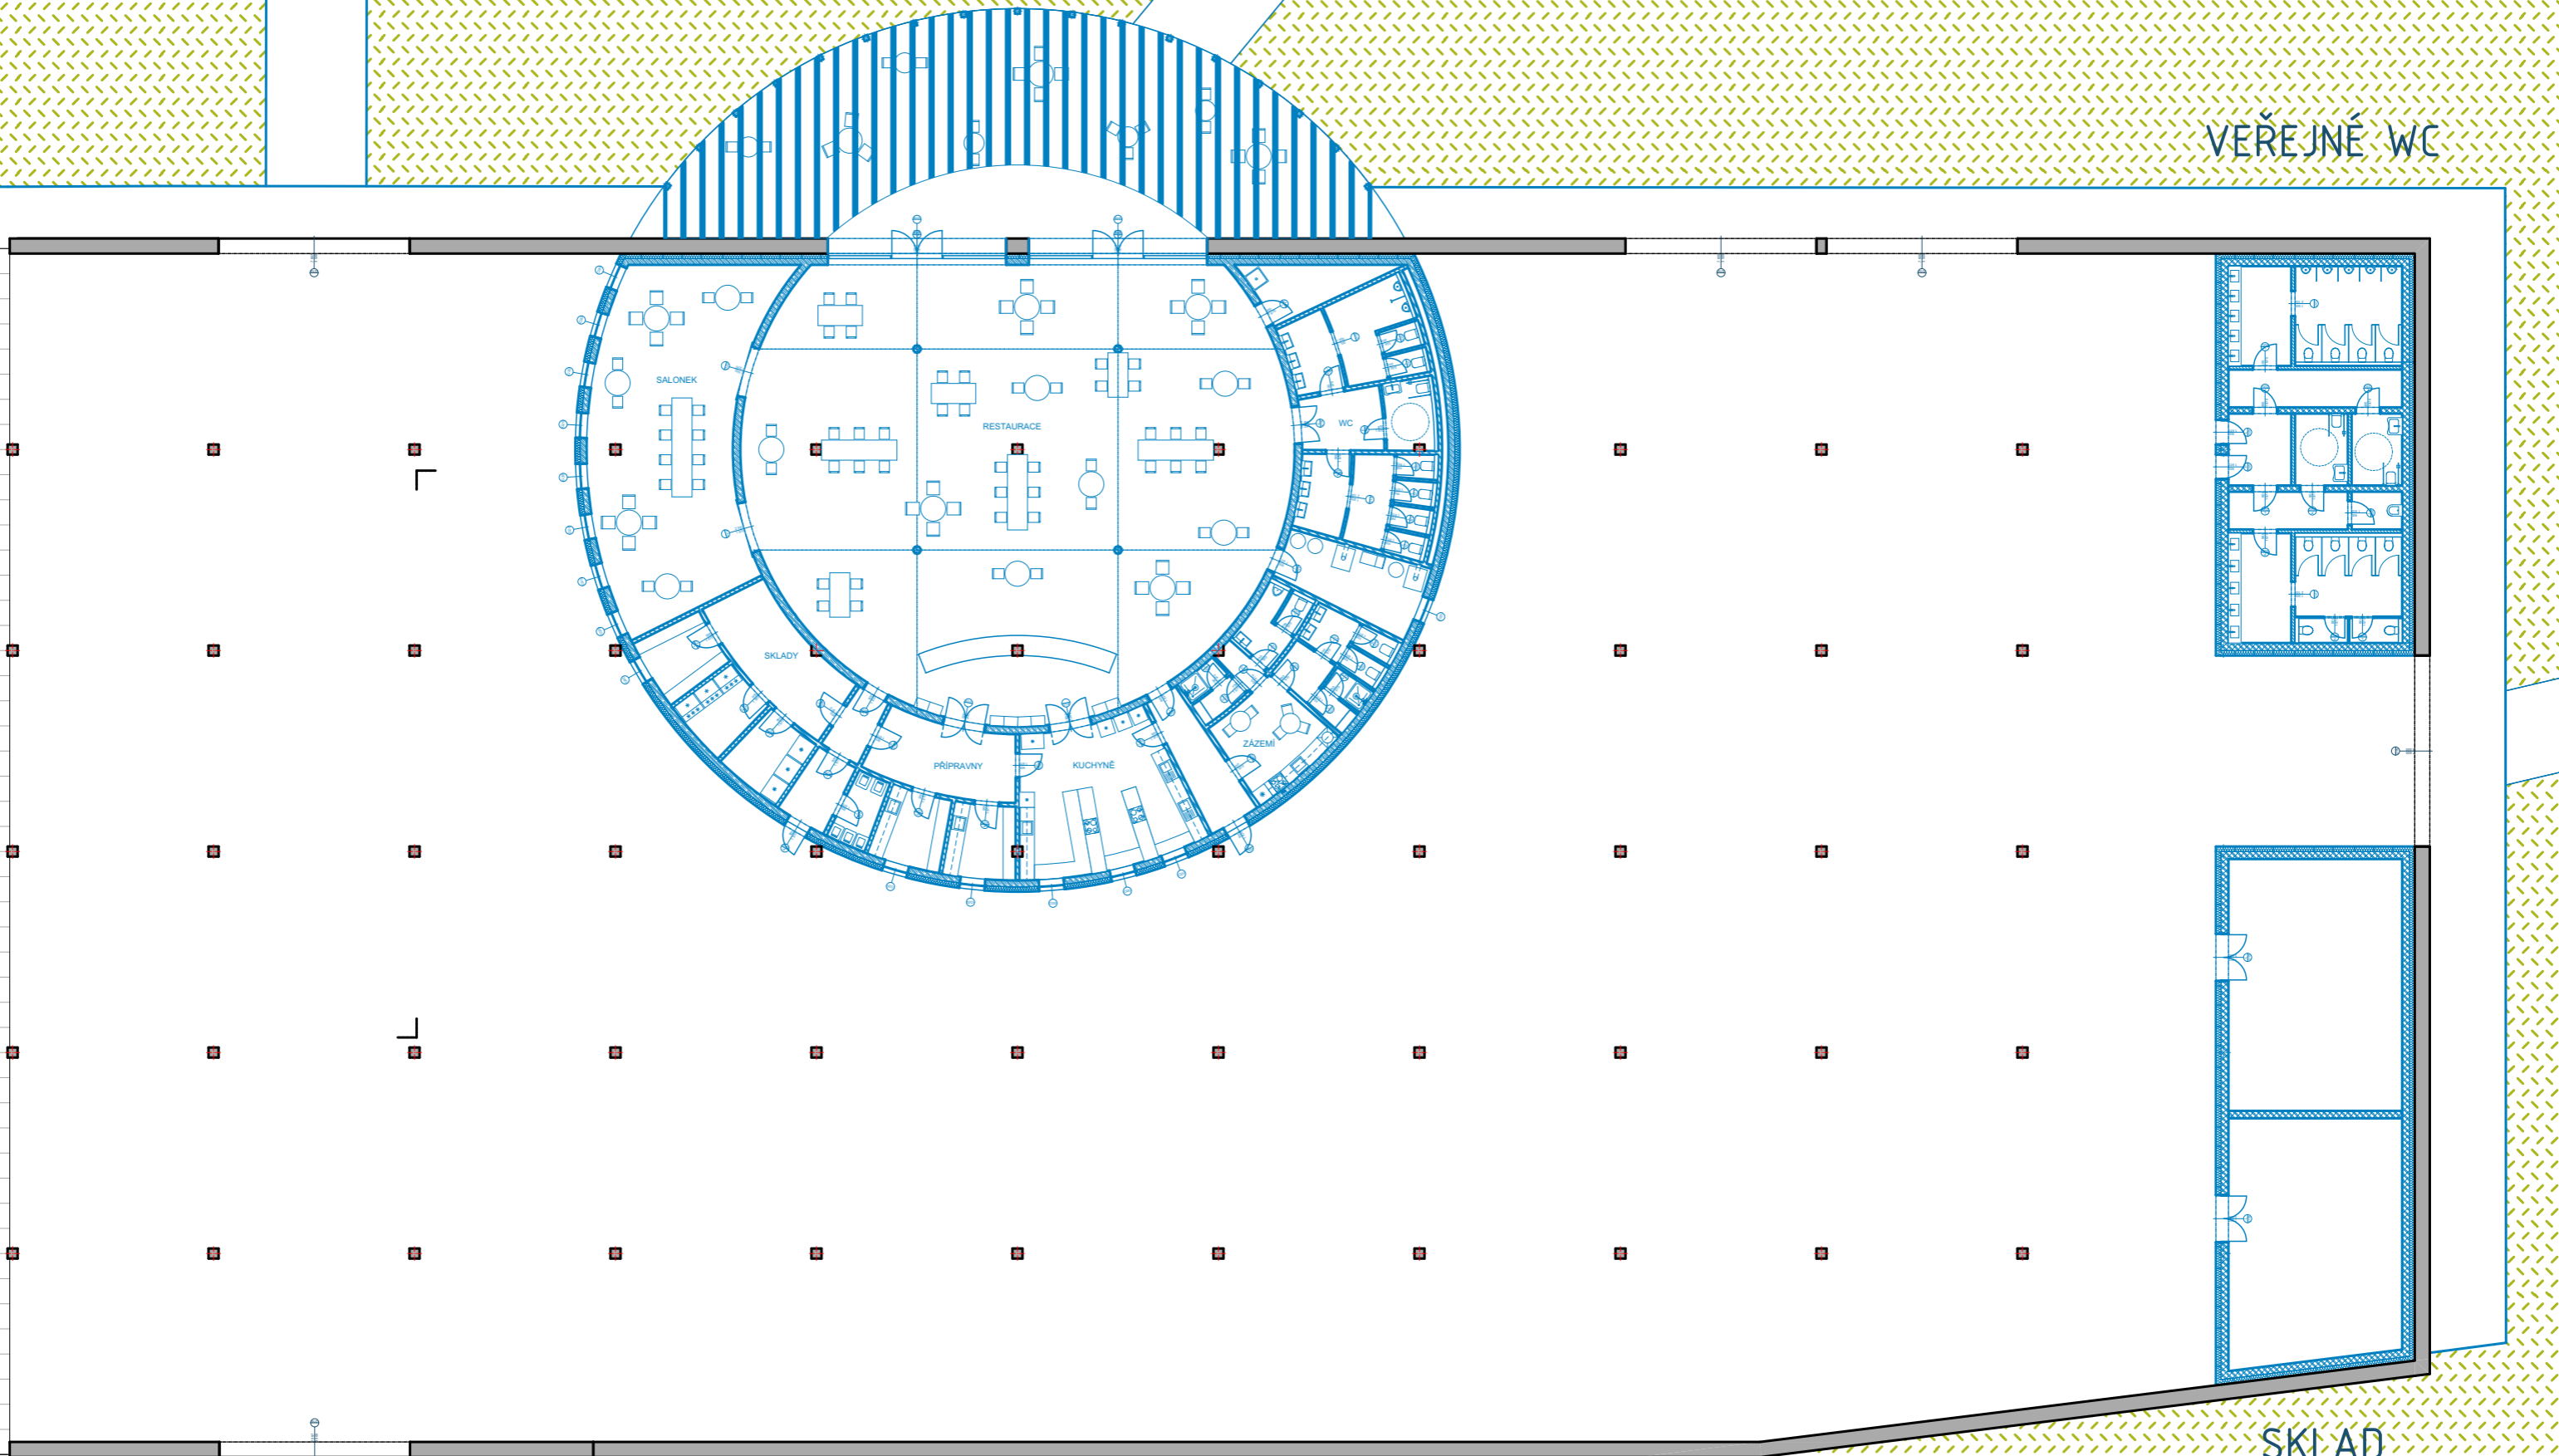 VEŘEJNÉ WC
SALONEK
RESTAURACE
WC
SKLADY
ZÁZEMÍ
PŘÍPRAVNY
KUCHYNĚ
SKLAD